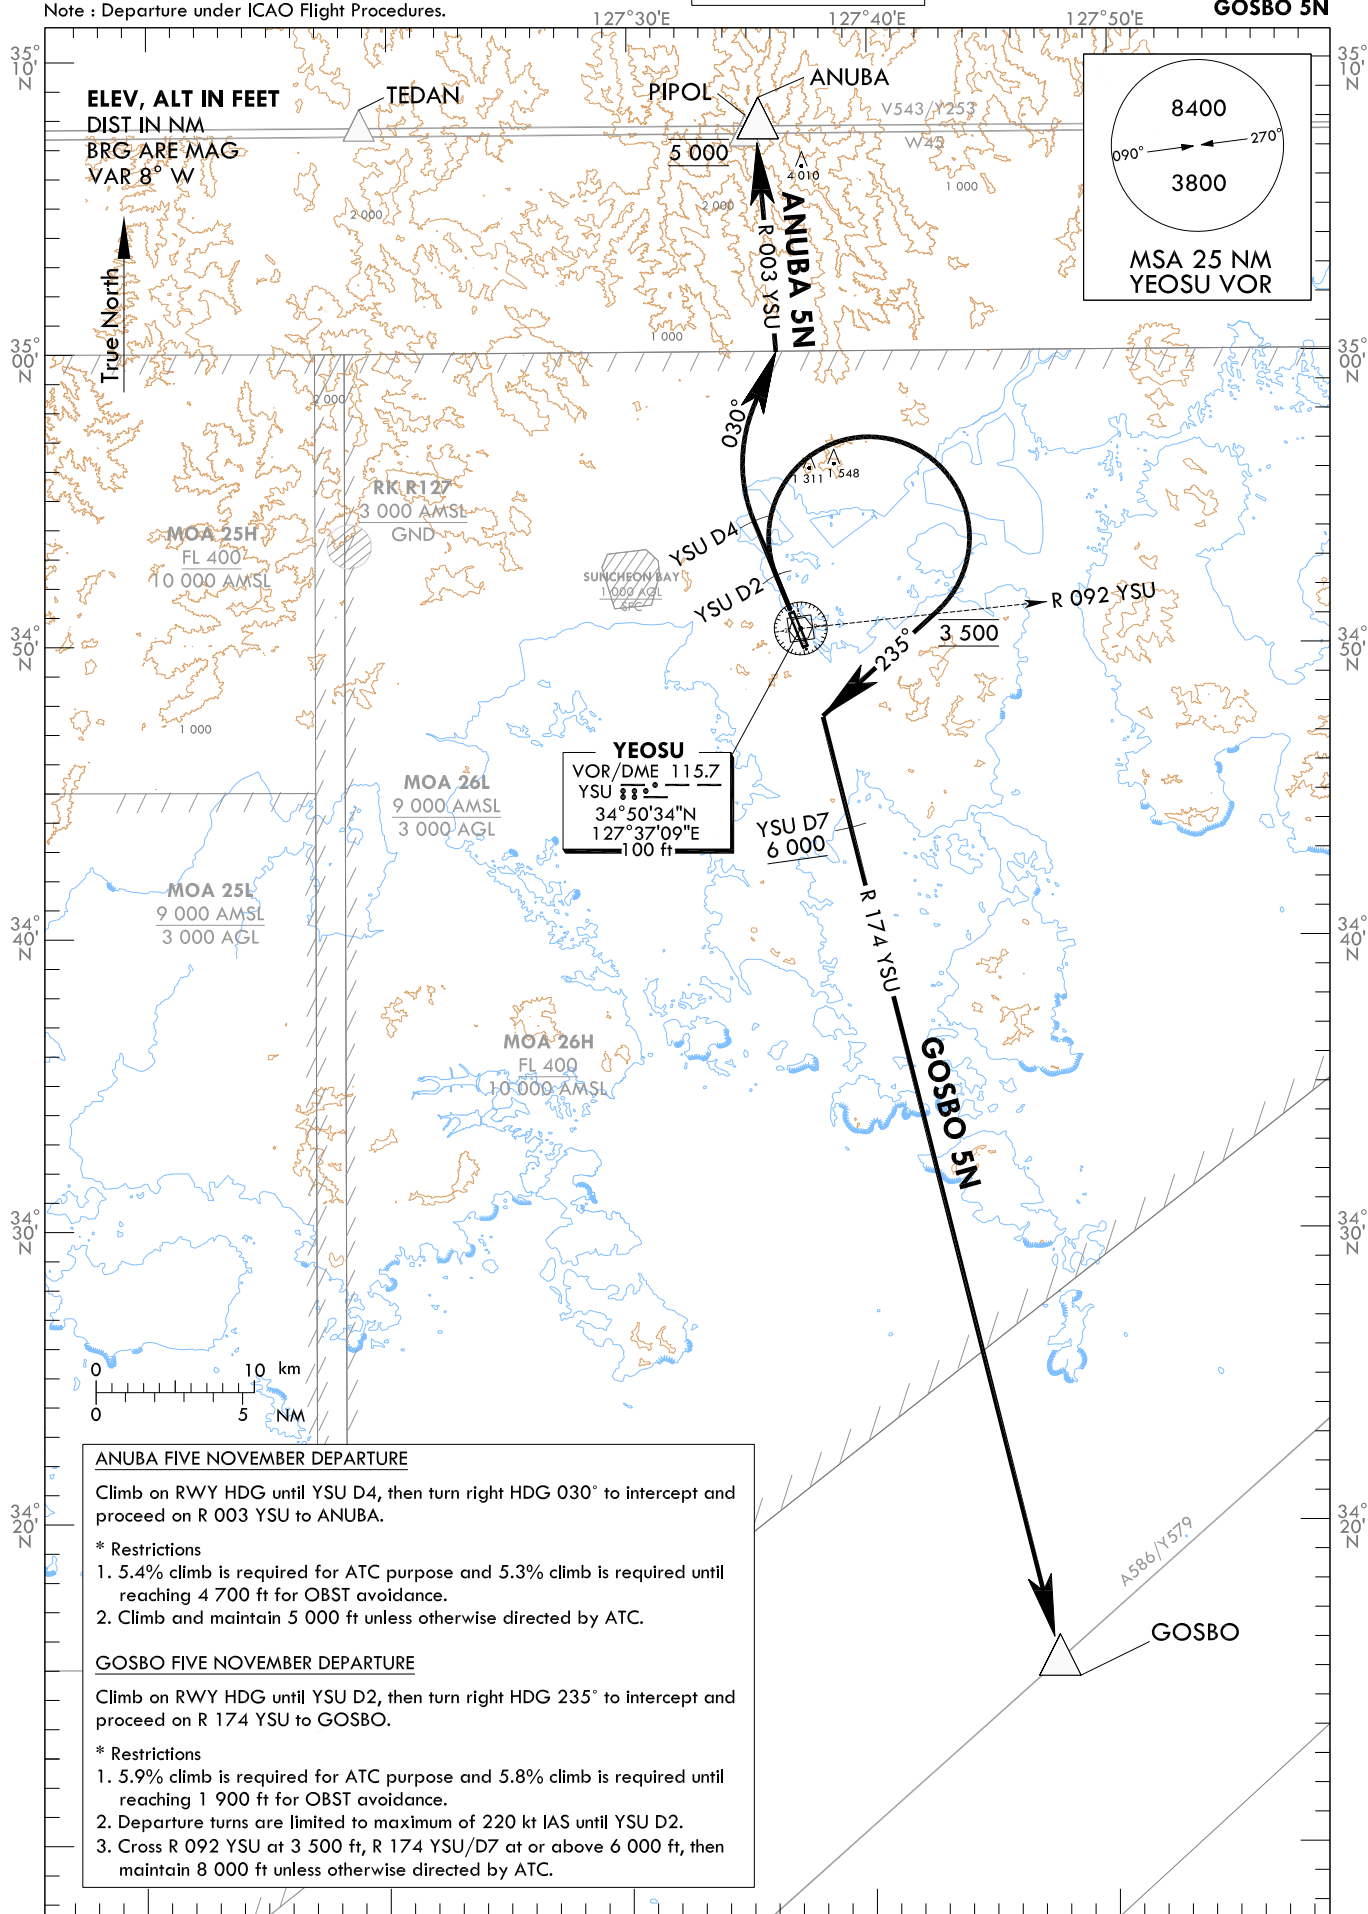 Note : Departure under ICAO Flight Procedures.
GOSBO 5N
127°30'E
127°40'E
127°50'E
35°
10'
N
35°
10'
N
ELEV, ALT IN FEET
DIST IN NM
BRG ARE MAG
VAR 8° W
TEDAN
PIPOL
ANUBA
V543/Y253
W45
5 000
4 010
1 000
2 000
2 000
8400
090°
270°
3800
MSA 25 NM
YEOSU VOR
True North
R 003 YSU
ANUBA 5N
1 000
35°
00'
N
35°
00'
N
2 000
030°
1 311
1 548
RK R127
3 000 AMSL
GND
MOA 25H
FL 400
10 000 AMSL
YSU D4
SUNCHEON BAY
1 000 AGL
SFC
YSU D2
R 092 YSU
3 500
235°
34°
50'
N
34°
50'
N
1 000
YEOSU
VOR/DME 115.7
YSU
34°50'34"N
127°37'09"E
100 ft
MOA 26L
9 000 AMSL
3 000 AGL
YSU D7
6 000
MOA 25L
9 000 AMSL
3 000 AGL
R 174 YSU
34°
40'
N
34°
40'
N
MOA 26H
FL 400
10 000 AMSL
GOSBO 5N
34°
30'
N
34°
30'
N
0 10 km
0 5 NM
34°
20'
N
34°
20'
N
A586/Y579
GOSBO
ANUBA FIVE NOVEMBER DEPARTURE
Climb on RWY HDG until YSU D4, then turn right HDG 030° to intercept and
proceed on R 003 YSU to ANUBA.
* Restrictions
1. 5.4% climb is required for ATC purpose and 5.3% climb is required until
reaching 4 700 ft for OBST avoidance.
2. Climb and maintain 5 000 ft unless otherwise directed by ATC.
GOSBO FIVE NOVEMBER DEPARTURE
Climb on RWY HDG until YSU D2, then turn right HDG 235° to intercept and
proceed on R 174 YSU to GOSBO.
* Restrictions
1. 5.9% climb is required for ATC purpose and 5.8% climb is required until
reaching 1 900 ft for OBST avoidance.
2. Departure turns are limited to maximum of 220 kt IAS until YSU D2.
3. Cross R 092 YSU at 3 500 ft, R 174 YSU/D7 at or above 6 000 ft, then
maintain 8 000 ft unless otherwise directed by ATC.